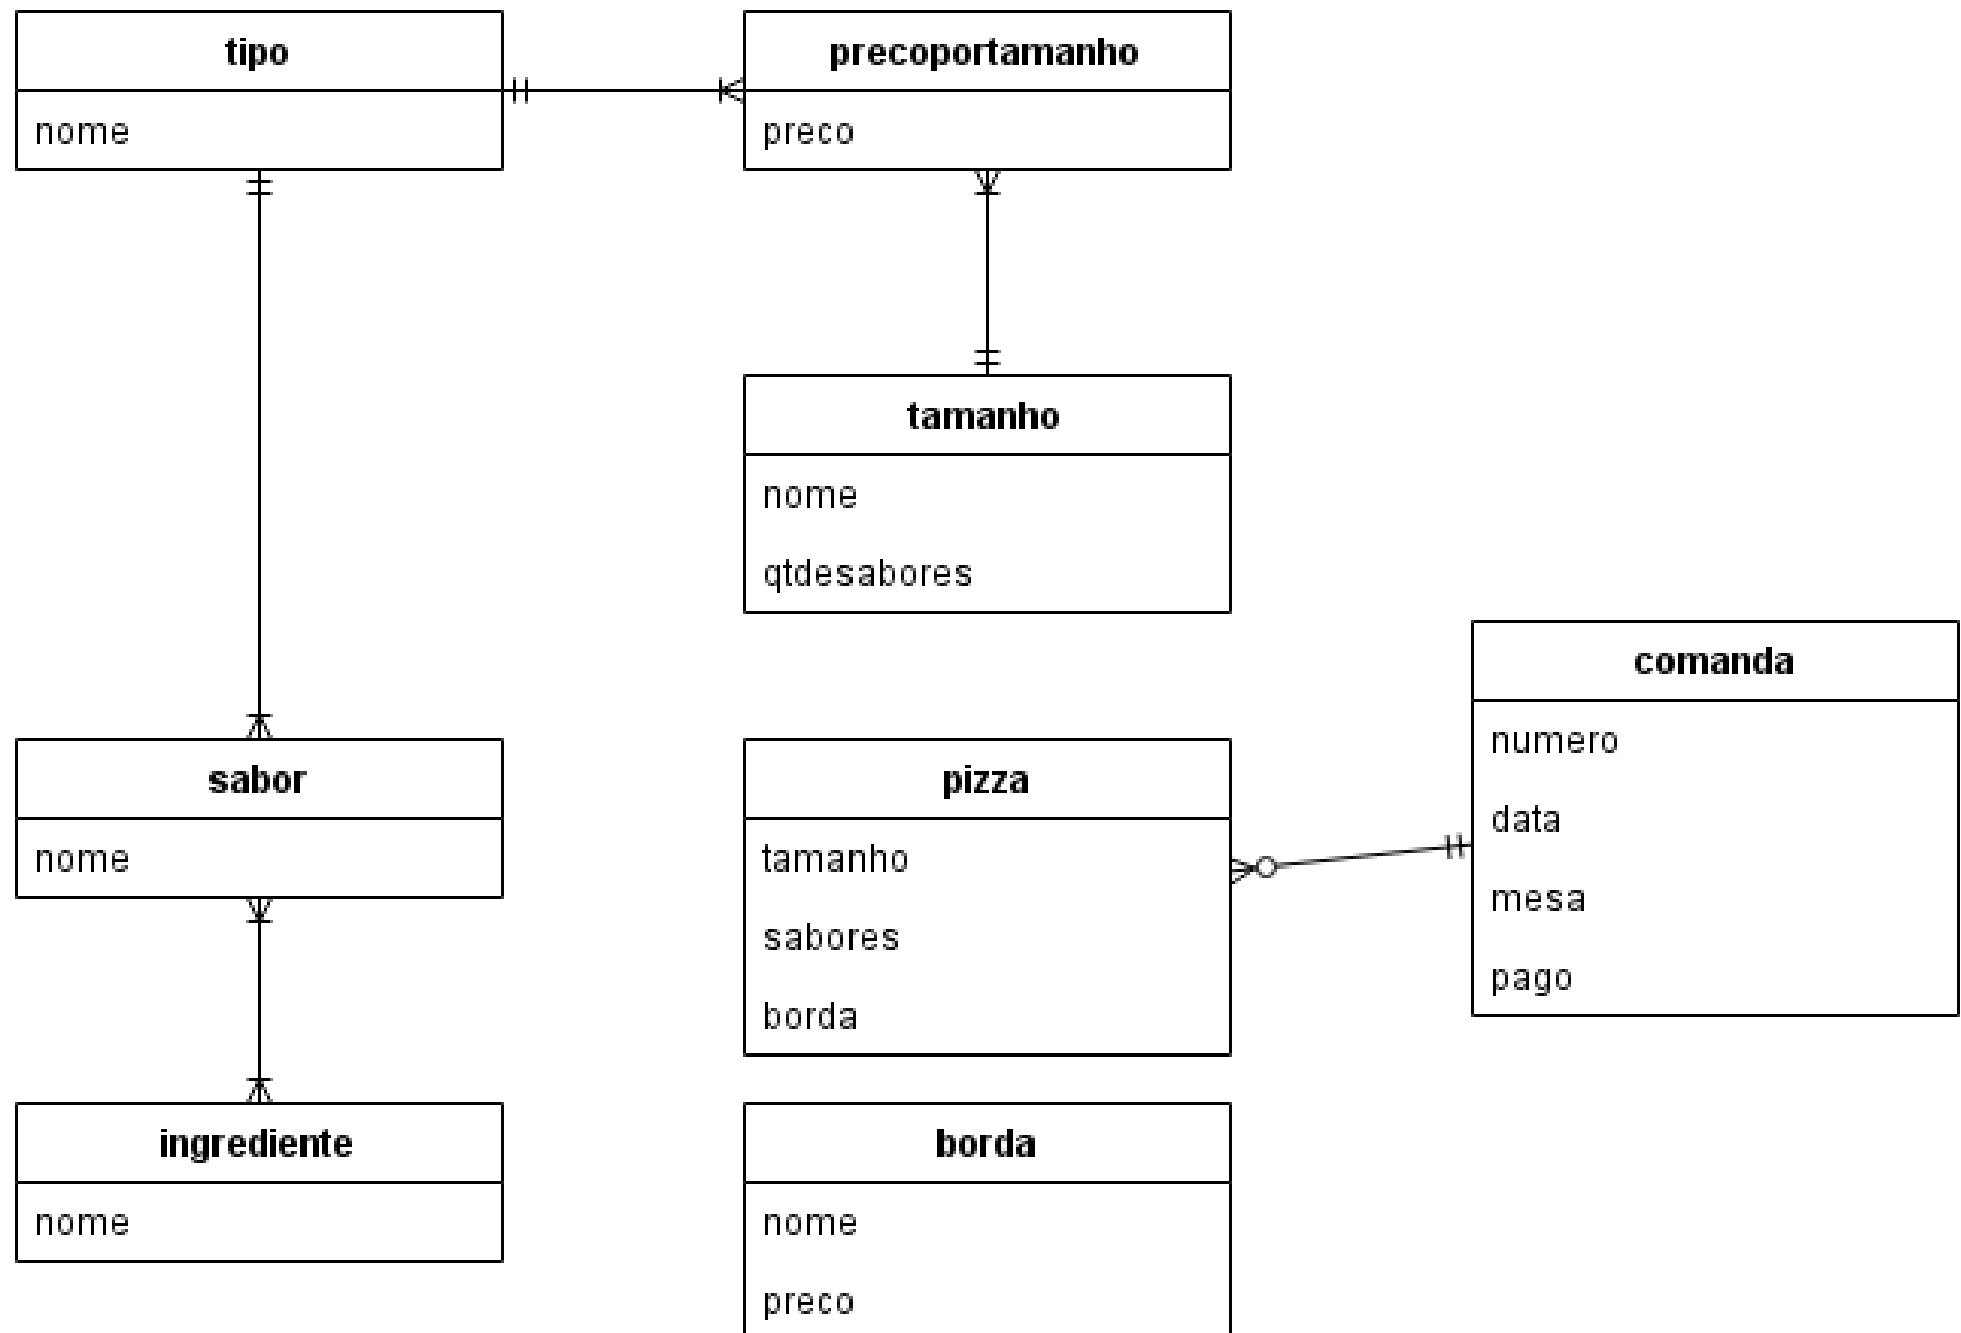 tipo
nome
precoportamanho
preco
tamanho
nome
qtdesabores
comanda
numero
data
mesa
pago
sabor
nome
pizza
tamanho
sabores
borda
ingrediente
nome
borda
nome
preco